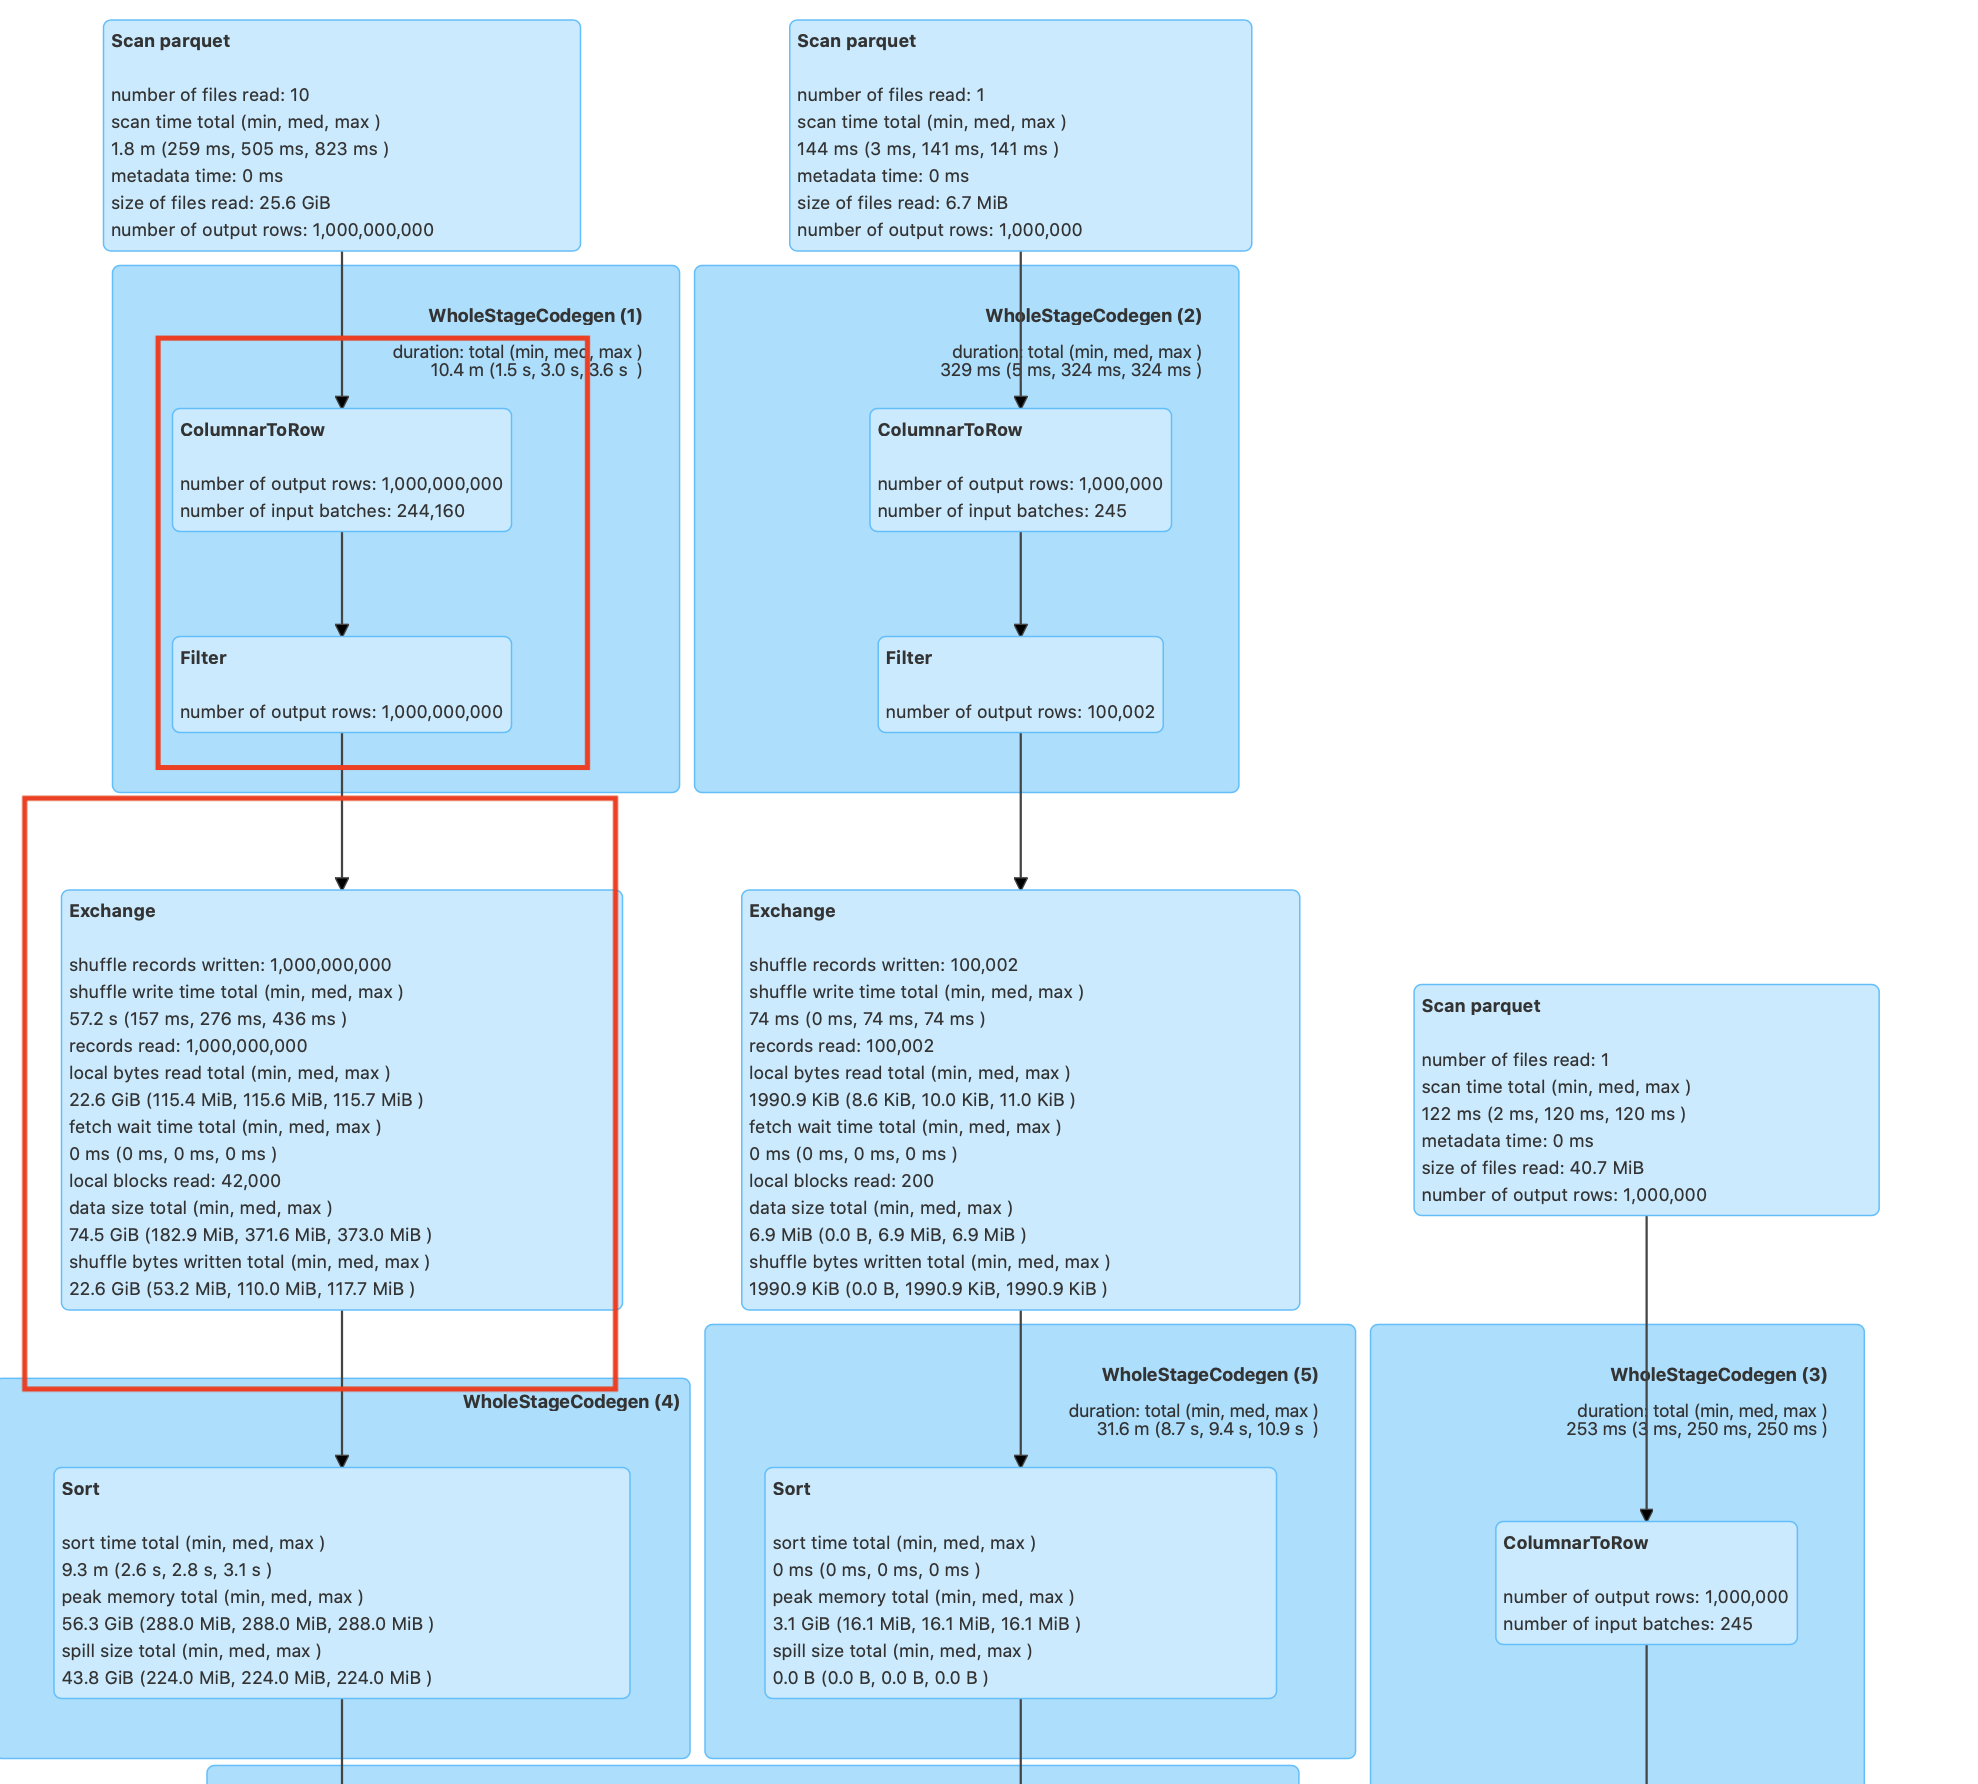 Scan parquet
number of files read: 10
scan time total (min, med, max )
1.8 m (259 ms, 505 ms, 823 ms )
metadata time: 0 ms
size of files read: 25.6 GiB
number of output rows: 1,000,000,000
Scan parquet
number of files read: 1
scan time total (min, med, max )
144 ms (3 ms, 141 ms, 141 ms )
metadata time: 0 ms
size of files read: 6.7 MiB
number of output rows: 1,000,000
WholeStageCodegen (1)
duration: total (min, med, max )
10.4 m (1.5 s, 3.0 s, 3.6 s )
ColumnarToRow
number of output rows: 1,000,000,000
number of input batches: 244,160
Filter
number of output rows: 1,000,000,000
WholeStageCodegen (2)
duration: total (min, med, max )
329 ms (5 ms, 324 ms, 324 ms )
ColumnarToRow
number of output rows: 1,000,000
number of input batches: 245
Filter
number of output rows: 100,002
Exchange
shuffle records written: 1,000,000,000
shuffle write time total (min, med, max )
57.2 s (157 ms, 276 ms, 436 ms )
records read: 1,000,000,000
local bytes read total (min, med, max )
22.6 GiB (115.4 MiB, 115.6 MiB, 115.7 MiB )
fetch wait time total (min, med, max )
0 ms (0 ms, 0 ms, 0 ms )
local blocks read: 42,000
data size total (min, med, max )
74.5 GiB (182.9 MiB, 371.6 MiB, 373.0 MiB )
shuffle bytes written total (min, med, max )
22.6 GiB (53.2 MiB, 110.0 MiB, 117.7 MiB )
Exchange
shuffle records written: 100,002
shuffle write time total (min, med, max )
74 ms (0 ms, 74 ms, 74 ms )
records read: 100,002
local bytes read total (min, med, max )
1990.9 KiB (8.6 KiB, 10.0 KiB, 11.0 KiB )
fetch wait time total (min, med, max )
0 ms (0 ms, 0 ms, 0 ms )
local blocks read: 200
data size total (min, med, max )
6.9 MiB (0.0 B, 6.9 MiB, 6.9 MiB )
shuffle bytes written total (min, med, max )
1990.9 KiB (0.0 B, 1990.9 KiB, 1990.9 KiB )
Scan parquet
number of files read: 1
scan time total (min, med, max )
122 ms (2 ms, 120 ms, 120 ms )
metadata time: 0 ms
size of files read: 40.7 MiB
number of output rows: 1,000,000
WholeStageCodegen (4)
Sort
sort time total (min, med, max )
9.3 m (2.6 s, 2.8 s, 3.1 s )
peak memory total (min, med, max )
56.3 GiB (288.0 MiB, 288.0 MiB, 288.0 MiB )
spill size total (min, med, max )
43.8 GiB (224.0 MiB, 224.0 MiB, 224.0 MiB )
WholeStageCodegen (5)
duration: total (min, med, max )
31.6 m (8.7 s, 9.4 s, 10.9 s )
Sort
sort time total (min, med, max )
0 ms (0 ms, 0 ms, 0 ms )
peak memory total (min, med, max )
3.1 GiB (16.1 MiB, 16.1 MiB, 16.1 MiB )
spill size total (min, med, max )
0.0 B (0.0 B, 0.0 B, 0.0 B )
WholeStageCodegen (3)
duration: total (min, med, max )
253 ms (3 ms, 250 ms, 250 ms )
ColumnarToRow
number of output rows: 1,000,000
number of input batches: 245